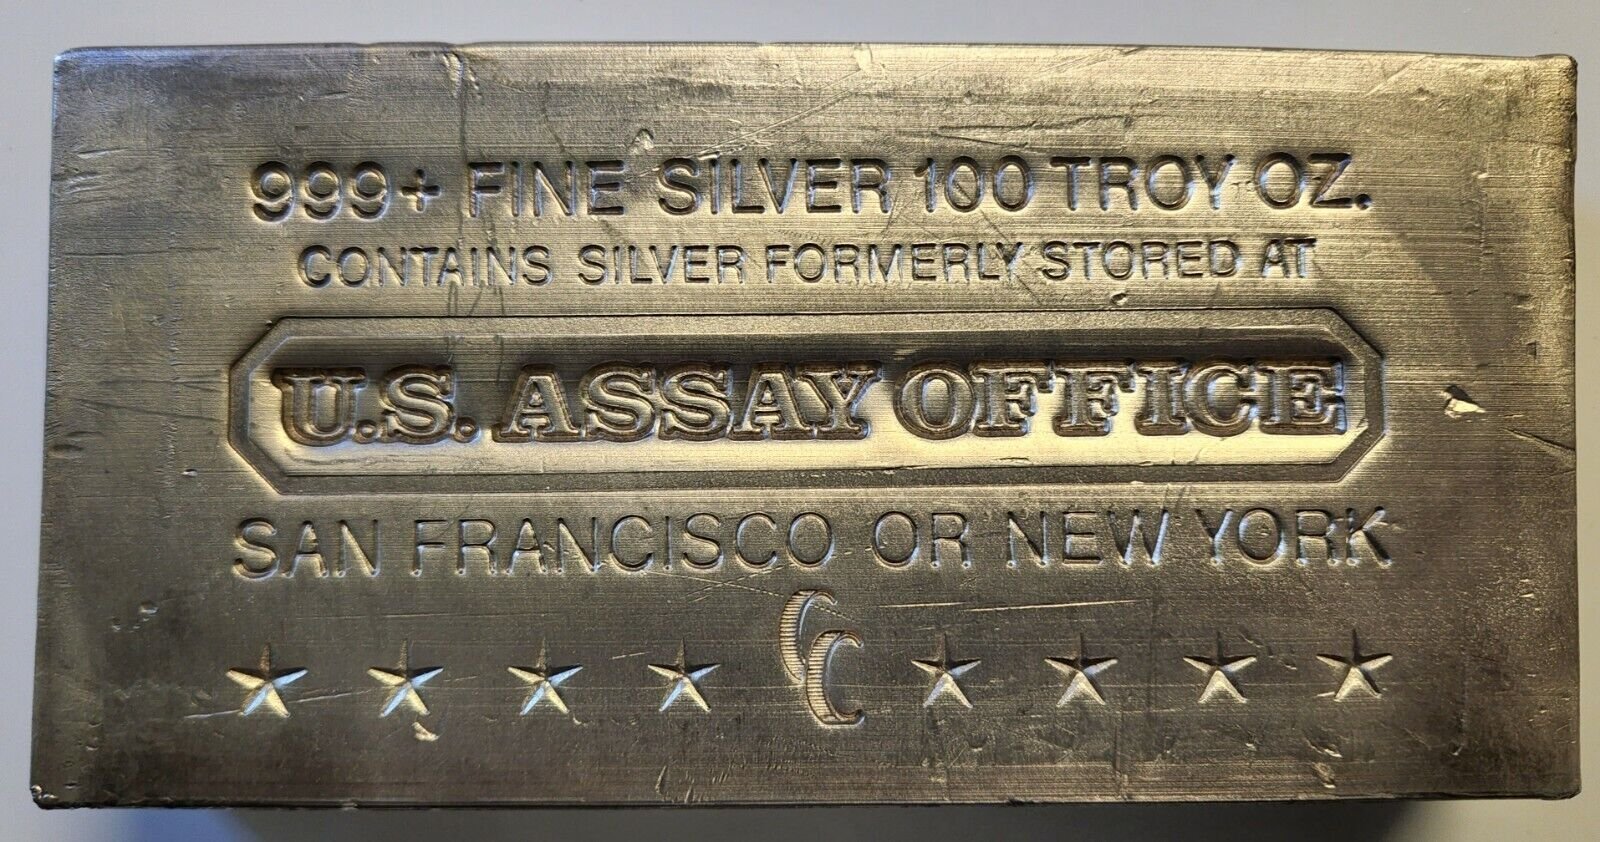 999+ FINE SILVER 100 TROY OZ.
CONTAINS SILVER FORMERLY STORED AT
U.S. ASSAY OFFICE
SAN FRANCISCO OR NEW YORK
CC